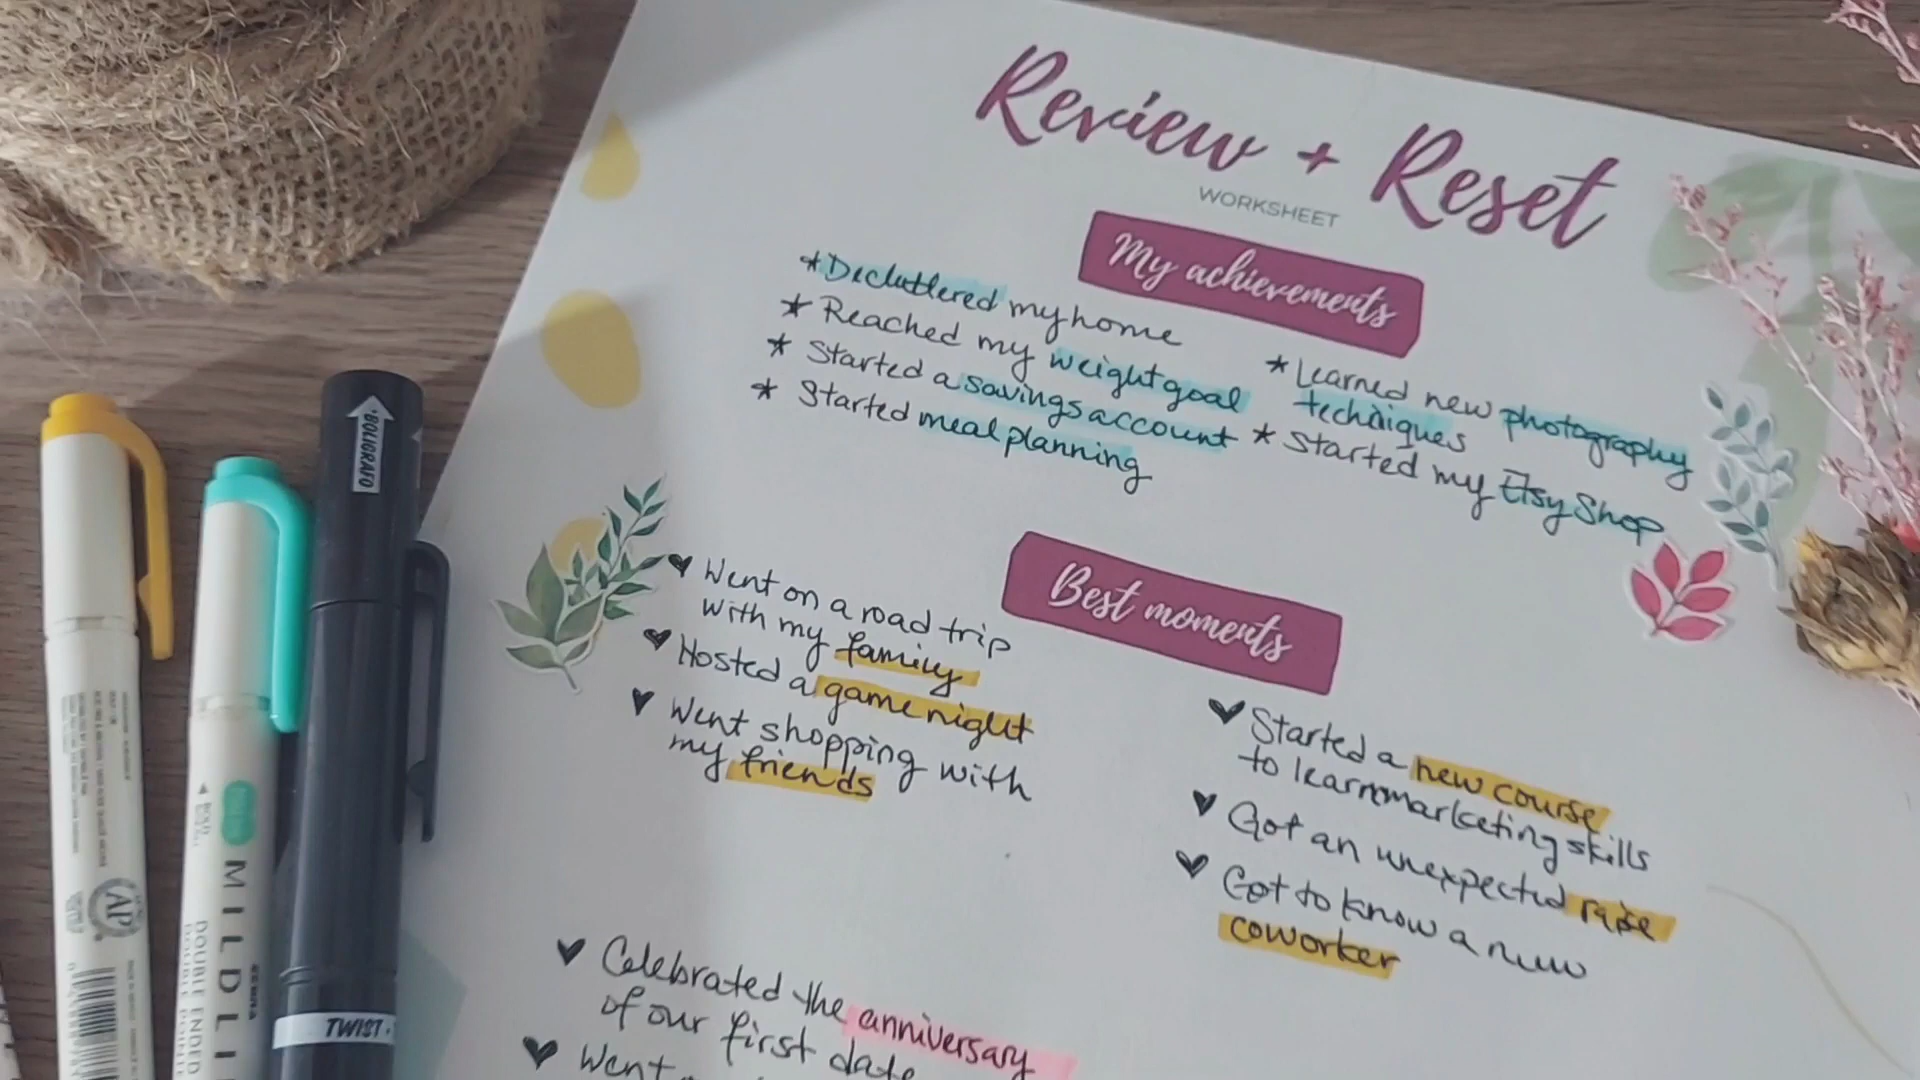 Review + Reset
WORKSHEET
My achievements
* Decluttered my home
* Reached my weight goal
* Started a savings account
* Started meal planning
* Learned new photography
techniques
* Started my Etsy Shop
Best moments
Went on a road trip
with my family
Hosted a game night
Went shopping with
my friends
Started a new course
to learn marketing skills
Got an unexpected raise
Got to know a new
coworker
Celebrated the anniversary
of our first date
Went
BOLIGRAFO
TWIST
MILDLI
DOUBLE ENDED
AP